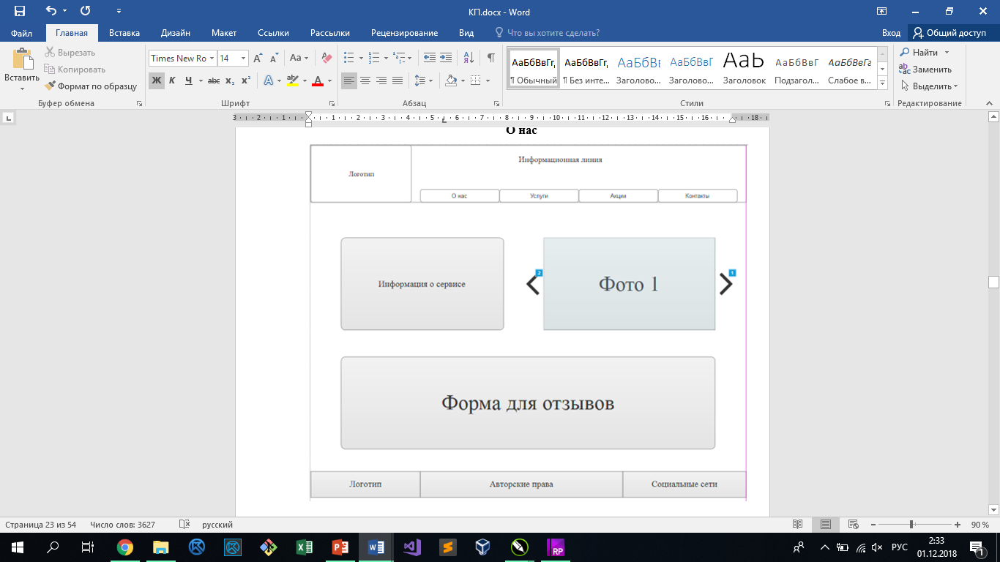 КП.docx - Word
Файл Главная Вставка Дизайн Макет Ссылки Рассылки Рецензирование Вид Что вы хотите сделать? Вход Общий доступ
Вставить
Вырезать
Копировать
Формат по образцу
Буфер обмена
Times New Ro 14 Aa
Ж К Ч abc x₂ x² A ab A
Шрифт
Абзац
АаБбВвГг, АаБбВвГг, АаБбВ АаБбВвГ АаЬ АаБбВвГ АаБбВвГг
¶ Обычный ¶ Без инте... Заголово... Заголово... Заголовок Подзагол... Слабое в...
Стили
Найти
Заменить
Выделить
Редактирование
3 2 1 1 2 3 4 5 6 7 8 9 10 11 12 13 14 15 16 18
О нас
Логотип
Информационная линия
О нас Услуги Акции Контакты
Информация о сервисе
2
Фото 1
1
Форма для отзывов
Логотип Авторские права Социальные сети
Страница 23 из 54 Число слов: 3627 русский 90 %
РУС
2:33
01.12.2018
1
RP